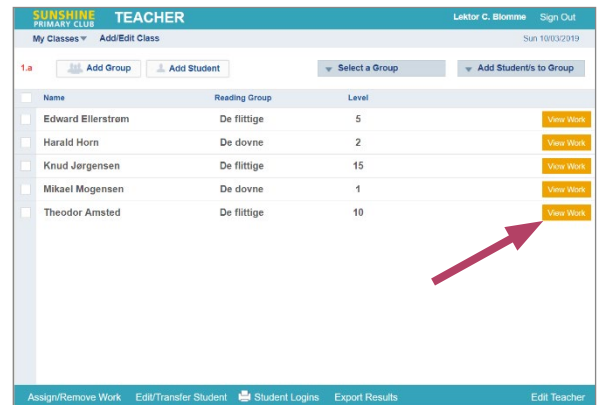 SUNSHINE PRIMARY CLUB TEACHER Lektor C. Blomme Sign Out
My Classes Add/Edit Class Sun 10/03/2019
1.a Add Group Add Student Select a Group Add Student/s to Group
Name Reading Group Level
Edward Ellerstrøm De flittige 5 View Work
Harald Horn De dovne 2 View Work
Knud Jørgensen De flittige 15 View Work
Mikael Mogensen De dovne 1 View Work
Theodor Amsted De flittige 10 View Work
Assign/Remove Work Edit/Transfer Student Student Logins Export Results Edit Teacher